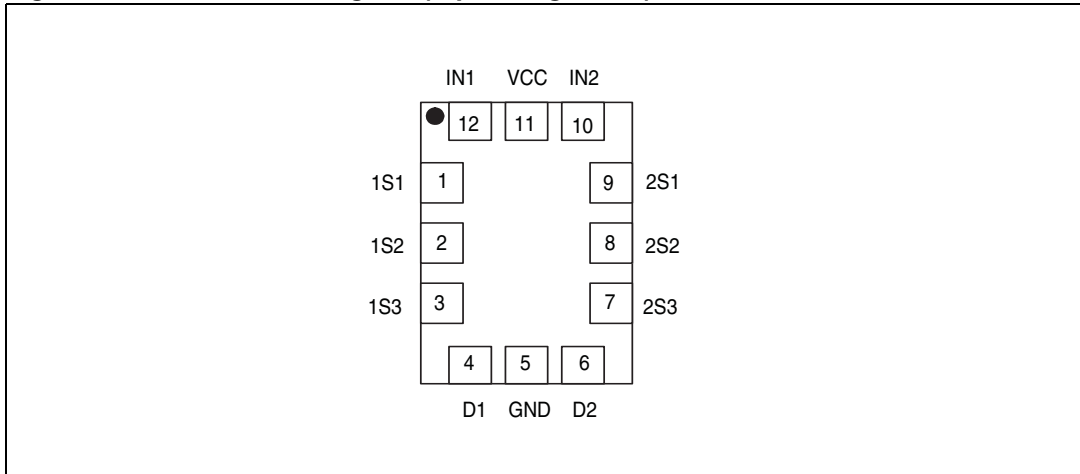 IN1 VCC IN2
12 11 10
1S1 1 9 2S1
1S2 2 8 2S2
1S3 3 7 2S3
4 5 6
D1 GND D2